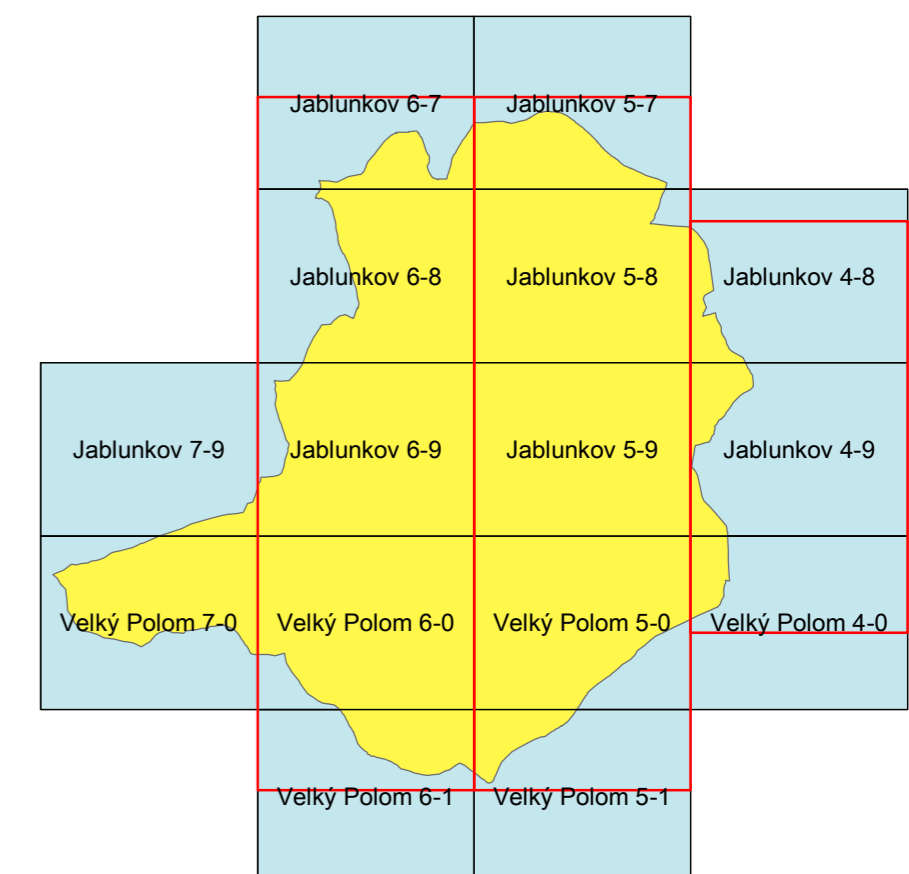 Jablunkov 6-7 Jablunkov 5-7
Jablunkov 6-8 Jablunkov 5-8 Jablunkov 4-8
Jablunkov 7-9 Jablunkov 6-9 Jablunkov 5-9 Jablunkov 4-9
Velký Polom 7-0 Velký Polom 6-0 Velký Polom 5-0 Velký Polom 4-0
Velký Polom 6-1 Velký Polom 5-1